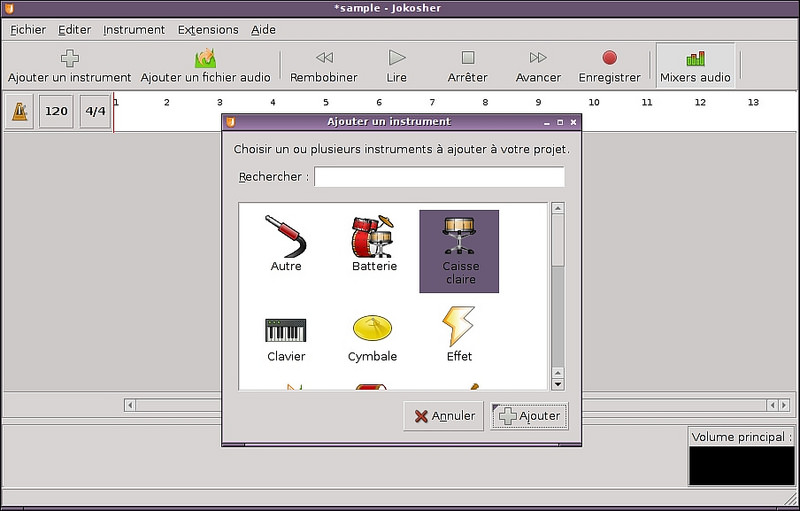 *sample - Jokosher
Fichier Editer Instrument Extensions Aide
Ajouter un instrument Ajouter un fichier audio Rembobiner Lire Arrêter Avancer Enregistrer Mixers audio
120 4/4 1 2 3 4 5 6 7 8 9 10 11 12 13
Ajouter un instrument
Choisir un ou plusieurs instruments à ajouter à votre projet.
Rechercher :
Autre Batterie Caisse
claire
Clavier Cymbale Effet
Annuler Ajouter
Volume principal :